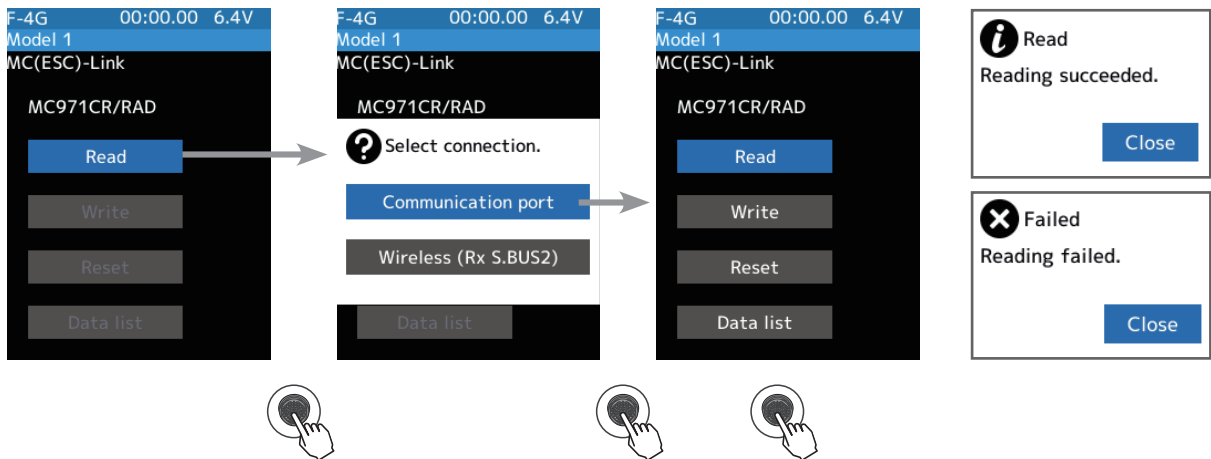 F-4G 00:00.00 6.4V
Model 1
MC(ESC)-Link
MC971CR/RAD
Read
Write
Reset
Data list
F-4G 00:00.00 6.4V
Model 1
MC(ESC)-Link
MC971CR/RAD
? Select connection.
Communication port
Wireless (Rx S.BUS2)
Data list
F-4G 00:00.00 6.4V
Model 1
MC(ESC)-Link
MC971CR/RAD
Read
Write
Reset
Data list
i Read
Reading succeeded.
Close
Failed
Reading failed.
Close